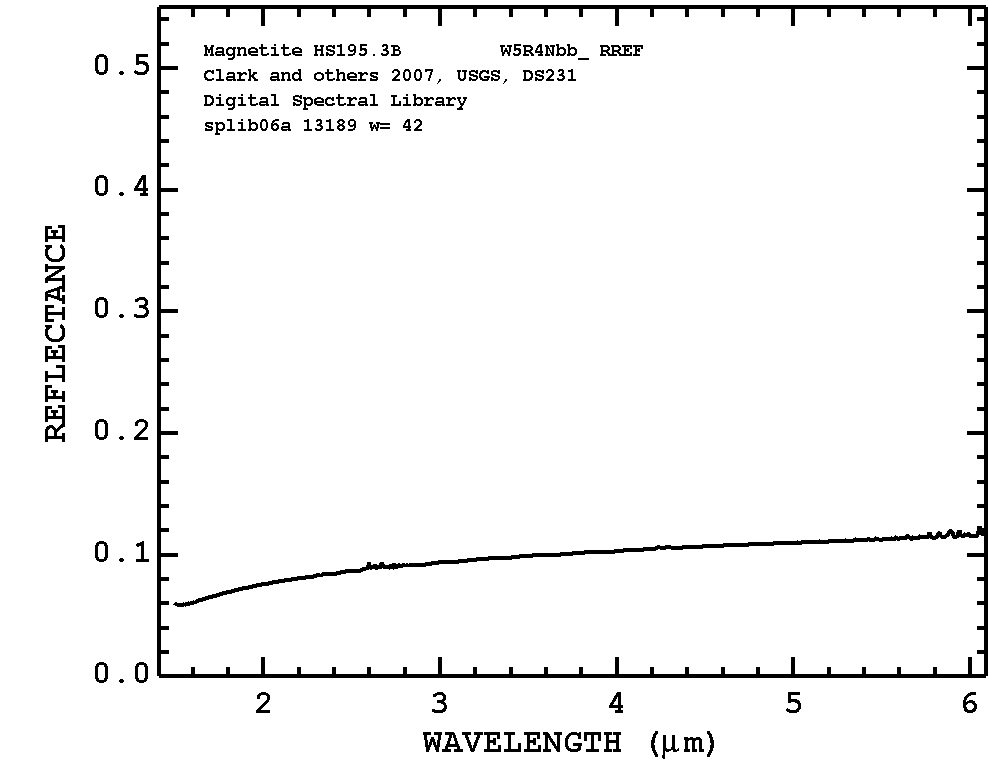 Magnetite HS195.3B W5R4Nbb_ RREF
Clark and others 2007, USGS, DS231
Digital Spectral Library
splib06a 13189 w= 42
0.5
0.4
0.3
0.2
0.1
0.0
REFLECTANCE
2 3 4 5 6
WAVELENGTH (μm)